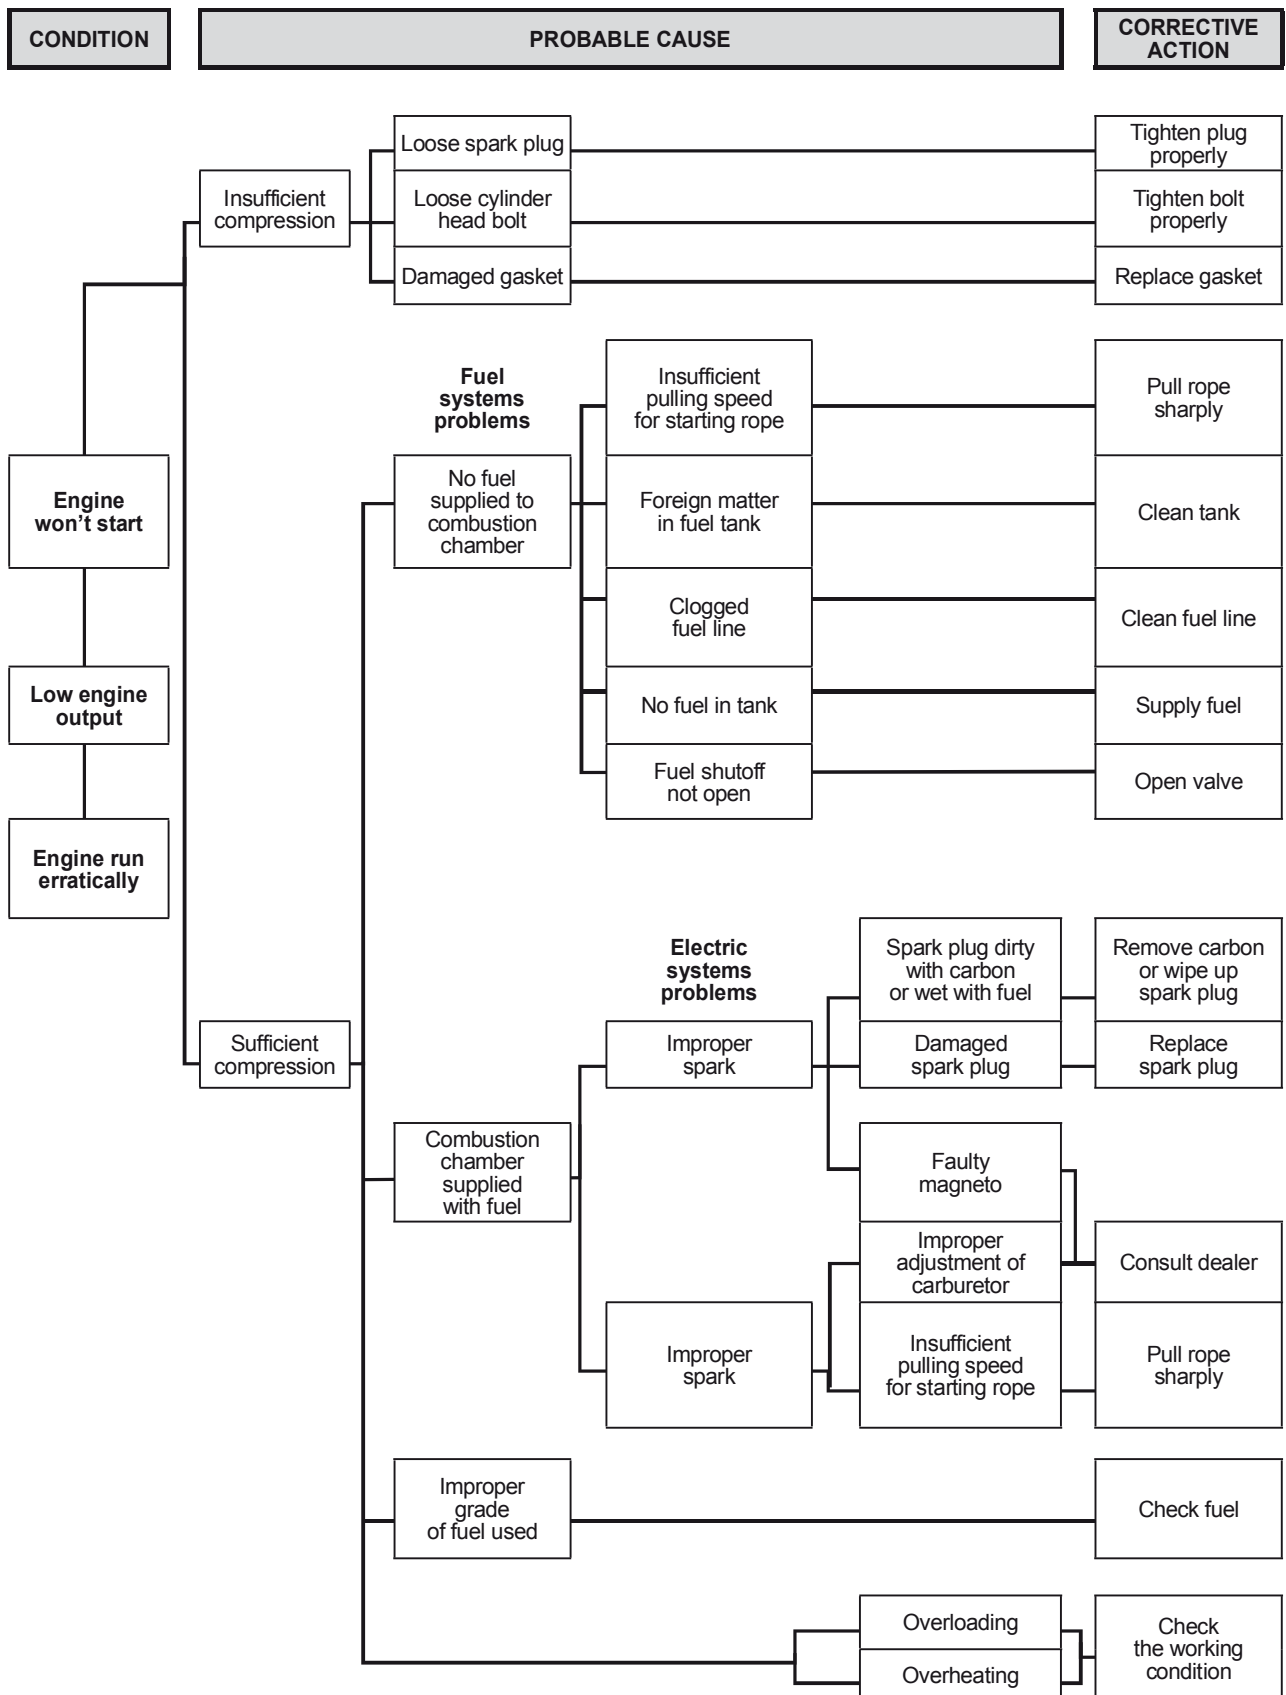 CONDITION
PROBABLE CAUSE
CORRECTIVE
ACTION
Loose spark plug
Tighten plug
properly
Insufficient
compression
Loose cylinder
head bolt
Tighten bolt
properly
Damaged gasket
Replace gasket
Fuel
systems
problems
Insufficient
pulling speed
for starting rope
Pull rope
sharply
Engine
won't start
No fuel
supplied to
combustion
chamber
Foreign matter
in fuel tank
Clean tank
Clogged
fuel line
Clean fuel line
Low engine
output
No fuel in tank
Supply fuel
Fuel shutoff
not open
Open valve
Engine run
erratically
Electric
systems
problems
Spark plug dirty
with carbon
or wet with fuel
Remove carbon
or wipe up
spark plug
Sufficient
compression
Improper
spark
Damaged
spark plug
Replace
spark plug
Combustion
chamber
supplied
with fuel
Faulty
magneto
Improper
adjustment of
carburetor
Consult dealer
Improper
spark
Insufficient
pulling speed
for starting rope
Pull rope
sharply
Improper
grade
of fuel used
Check fuel
Overloading
Overheating
Check
the working
condition